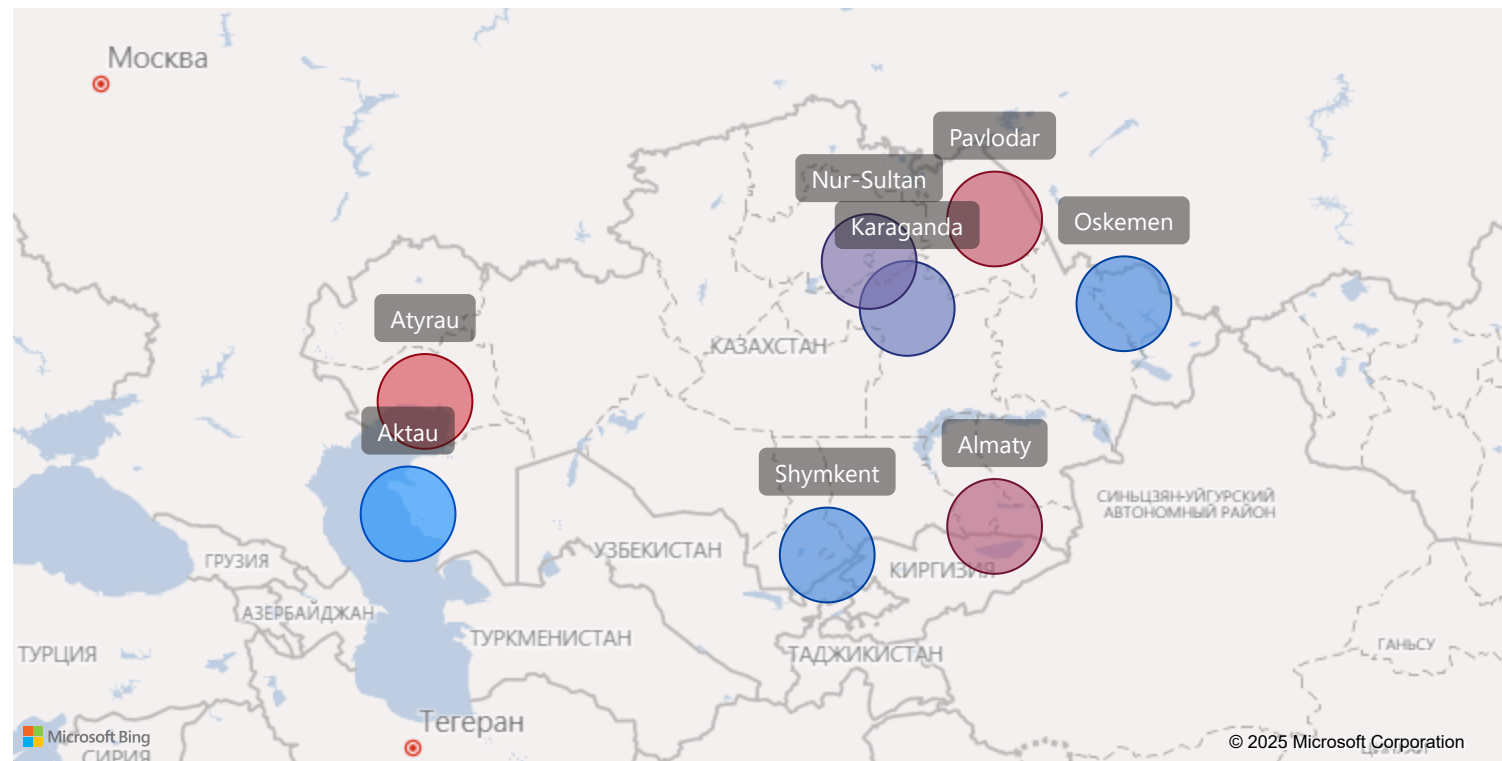 Москва
Pavlodar
Nur-Sultan
Karaganda
Oskemen
Atyrau
КАЗАХСТАН
Aktau
Almaty
Shymkent
СИНЬЦЗЯН-УЙГУРСКИЙ
АВТОНОМНЫЙ РАЙОН
УЗБЕКИСТАН
ГРУЗИЯ
КИРГИЗИЯ
АЗЕРБАЙДЖАН
ТУРКМЕНИСТАН
ГАНЬСУ
ТУРЦИЯ
ТАДЖИКИСТАН
Тегеран
Microsoft Bing
© 2025 Microsoft Corporation
СИРИЯ